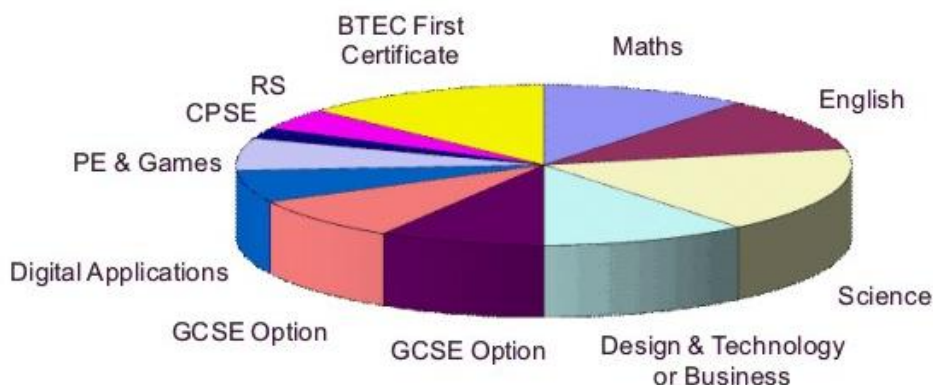 BTEC First
Certificate
Maths
English
Science
Design & Technology
or Business
GCSE Option
GCSE Option
Digital Applications
PE & Games
CPSE
RS